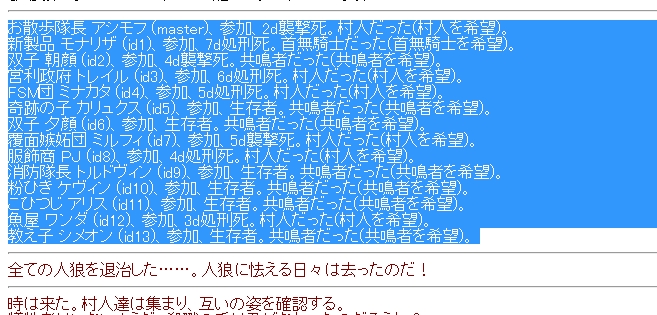 お散歩隊長 アシモフ (master)、参加、2d襲撃死。村人だった(村人を希望)。
新製品 モナリザ (id1)、参加、7d処刑死。首無騎士だった(首無騎士を希望)。
双子 朝顔 (id2)、参加、4d襲撃死。共鳴者だった(共鳴者を希望)。
営利政府 トレイル (id3)、参加、6d処刑死。村人だった(村人を希望)。
FSM団 ミナカタ (id4)、参加、5d処刑死。村人だった(村人を希望)。
奇跡の子 カリュクス (id5)、参加、生存者。共鳴者だった(共鳴者を希望)。
双子 夕顔 (id6)、参加、生存者。共鳴者だった(共鳴者を希望)。
覆面嫉妬団 ミルフィ (id7)、参加、5d襲撃死。村人だった(村人を希望)。
服飾商 PJ (id8)、参加、4d処刑死。村人だった(村人を希望)。
消防隊長 トルドヴィン (id9)、参加、生存者。共鳴者だった(共鳴者を希望)。
粉ひき ケヴィン (id10)、参加、生存者。村人だった(村人を希望)。
こひつじ アリス (id11)、参加、生存者。共鳴者だった(共鳴者を希望)。
魚屋 ワンダ (id12)、参加、3d処刑死。村人だった(村人を希望)。
教え子 シメオン (id13)、参加、生存者。共鳴者だった(共鳴者を希望)。
全ての人狼を退治した……。人狼に怯える日々は去ったのだ！
時は来た。村人達は集まり、互いの姿を確認する。